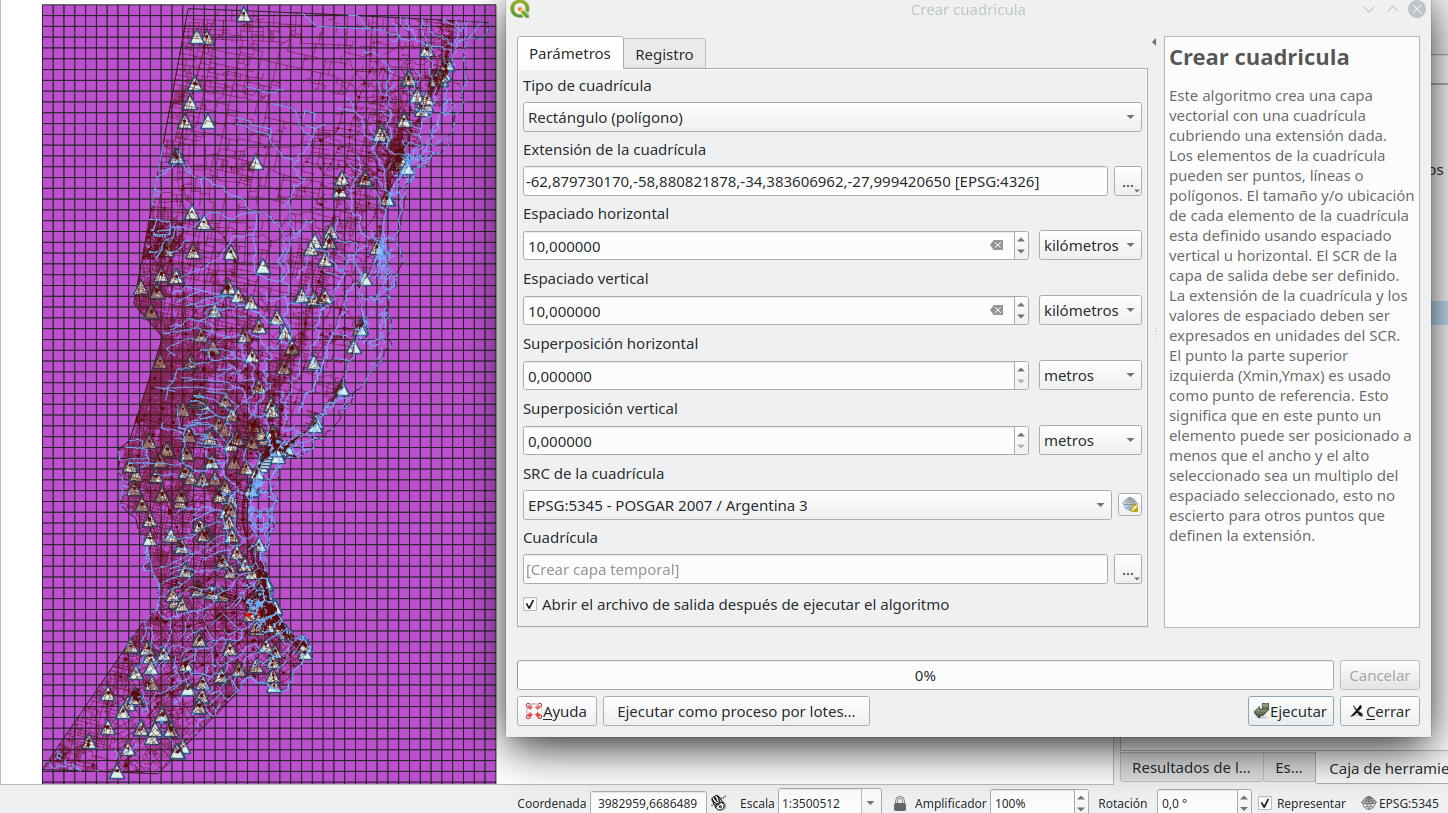 Crear cuadricula
Parámetros
Registro
Tipo de cuadrícula
Rectángulo (polígono)
Extensión de la cuadrícula
-62,879730170,-58,880821878,-34,383606962,-27,999420650 [EPSG:4326]
...
Espaciado horizontal
10,000000
kilómetros
Espaciado vertical
10,000000
kilómetros
Superposición horizontal
0,000000
metros
Superposición vertical
0,000000
metros
SRC de la cuadrícula
EPSG:5345 - POSGAR 2007 / Argentina 3
Cuadrícula
[Crear capa temporal]
...
Abrir el archivo de salida después de ejecutar el algoritmo
Crear cuadricula
Este algoritmo crea una capa
vectorial con una cuadrícula
cubriendo una extensión dada.
Los elementos de la cuadrícula
pueden ser puntos, líneas o
polígonos. El tamaño y/o ubicación
de cada elemento de la cuadrícula
esta definido usando espaciado
vertical u horizontal. El SCR de la
capa de salida debe ser definido.
La extensión de la cuadrícula y los
valores de espaciado deben ser
expresados en unidades del SCR.
El punto la parte superior
izquierda (Xmin,Ymax) es usado
como punto de referencia. Esto
significa que en este punto un
elemento puede ser posicionado a
menos que el ancho y el alto
seleccionado sea un multiplo del
espaciado seleccionado, esto no
escierto para otros puntos que
definen la extensión.
os
0%
Cancelar
Ayuda
Ejecutar como proceso por lotes...
Ejecutar
Cerrar
Resultados de l...
Es...
Caja de herramie
Coordenada 3982959,6686489
Escala 1:3500512
Amplificador 100%
Rotación 0,0 °
Representar
EPSG:5345